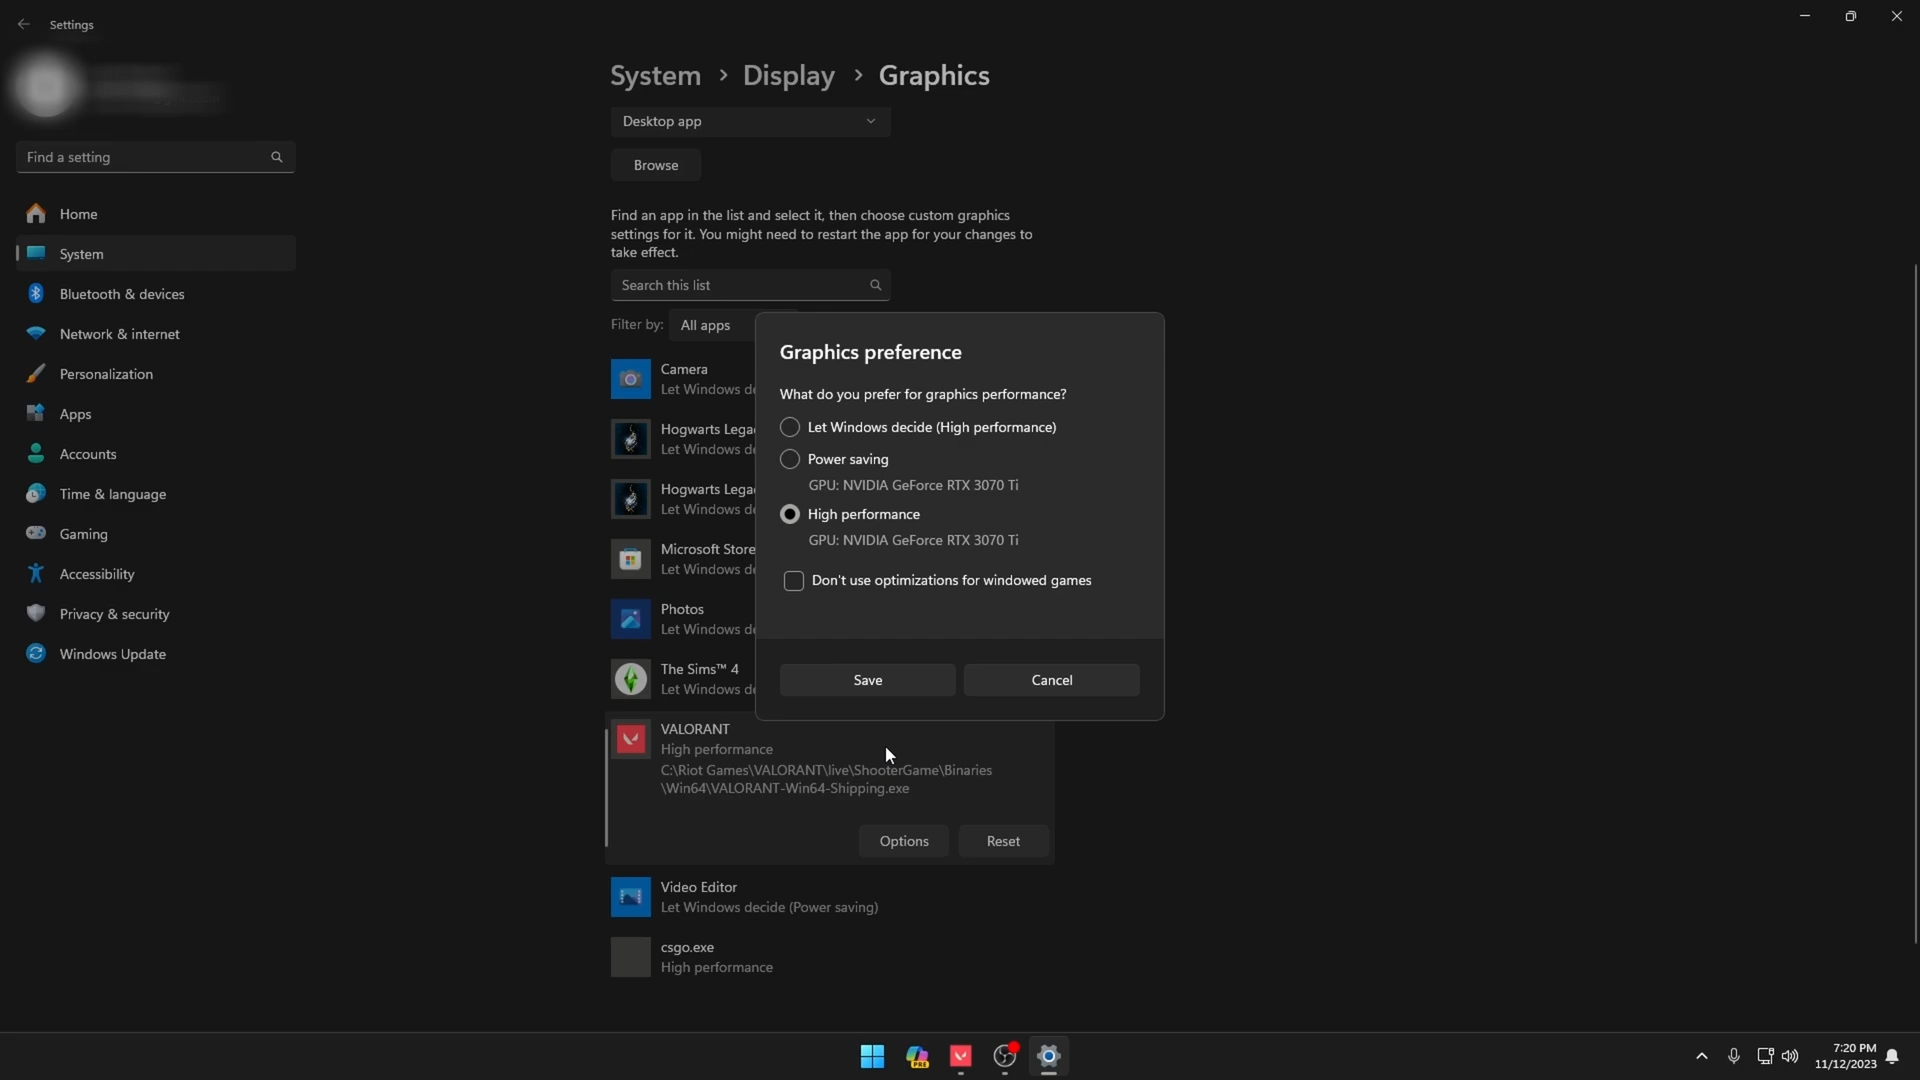 Settings
System > Display > Graphics
Desktop app
Browse
Find a setting
Home
System
Bluetooth & devices
Network & internet
Personalization
Apps
Accounts
Time & language
Gaming
Accessibility
Privacy & security
Windows Update
Find an app in the list and select it, then choose custom graphics
settings for it. You might need to restart the app for your changes to
take effect.
Search this list
Filter by: All apps
Camera
Let Windows de
Hogwarts Lega
Let Windows de
Hogwarts Lega
Let Windows de
Microsoft Store
Let Windows de
Photos
Let Windows de
The Sims™ 4
Let Windows de
Graphics preference
What do you prefer for graphics performance?
Let Windows decide (High performance)
Power saving
GPU: NVIDIA GeForce RTX 3070 Ti
High performance
GPU: NVIDIA GeForce RTX 3070 Ti
Don't use optimizations for windowed games
Save Cancel
VALORANT
High performance
C:\Riot Games\VALORANT\live\ShooterGame\Binaries
\Win64\VALORANT-Win64-Shipping.exe
Options Reset
Video Editor
Let Windows decide (Power saving)
csgo.exe
High performance
PRE
7:20 PM
11/12/2023